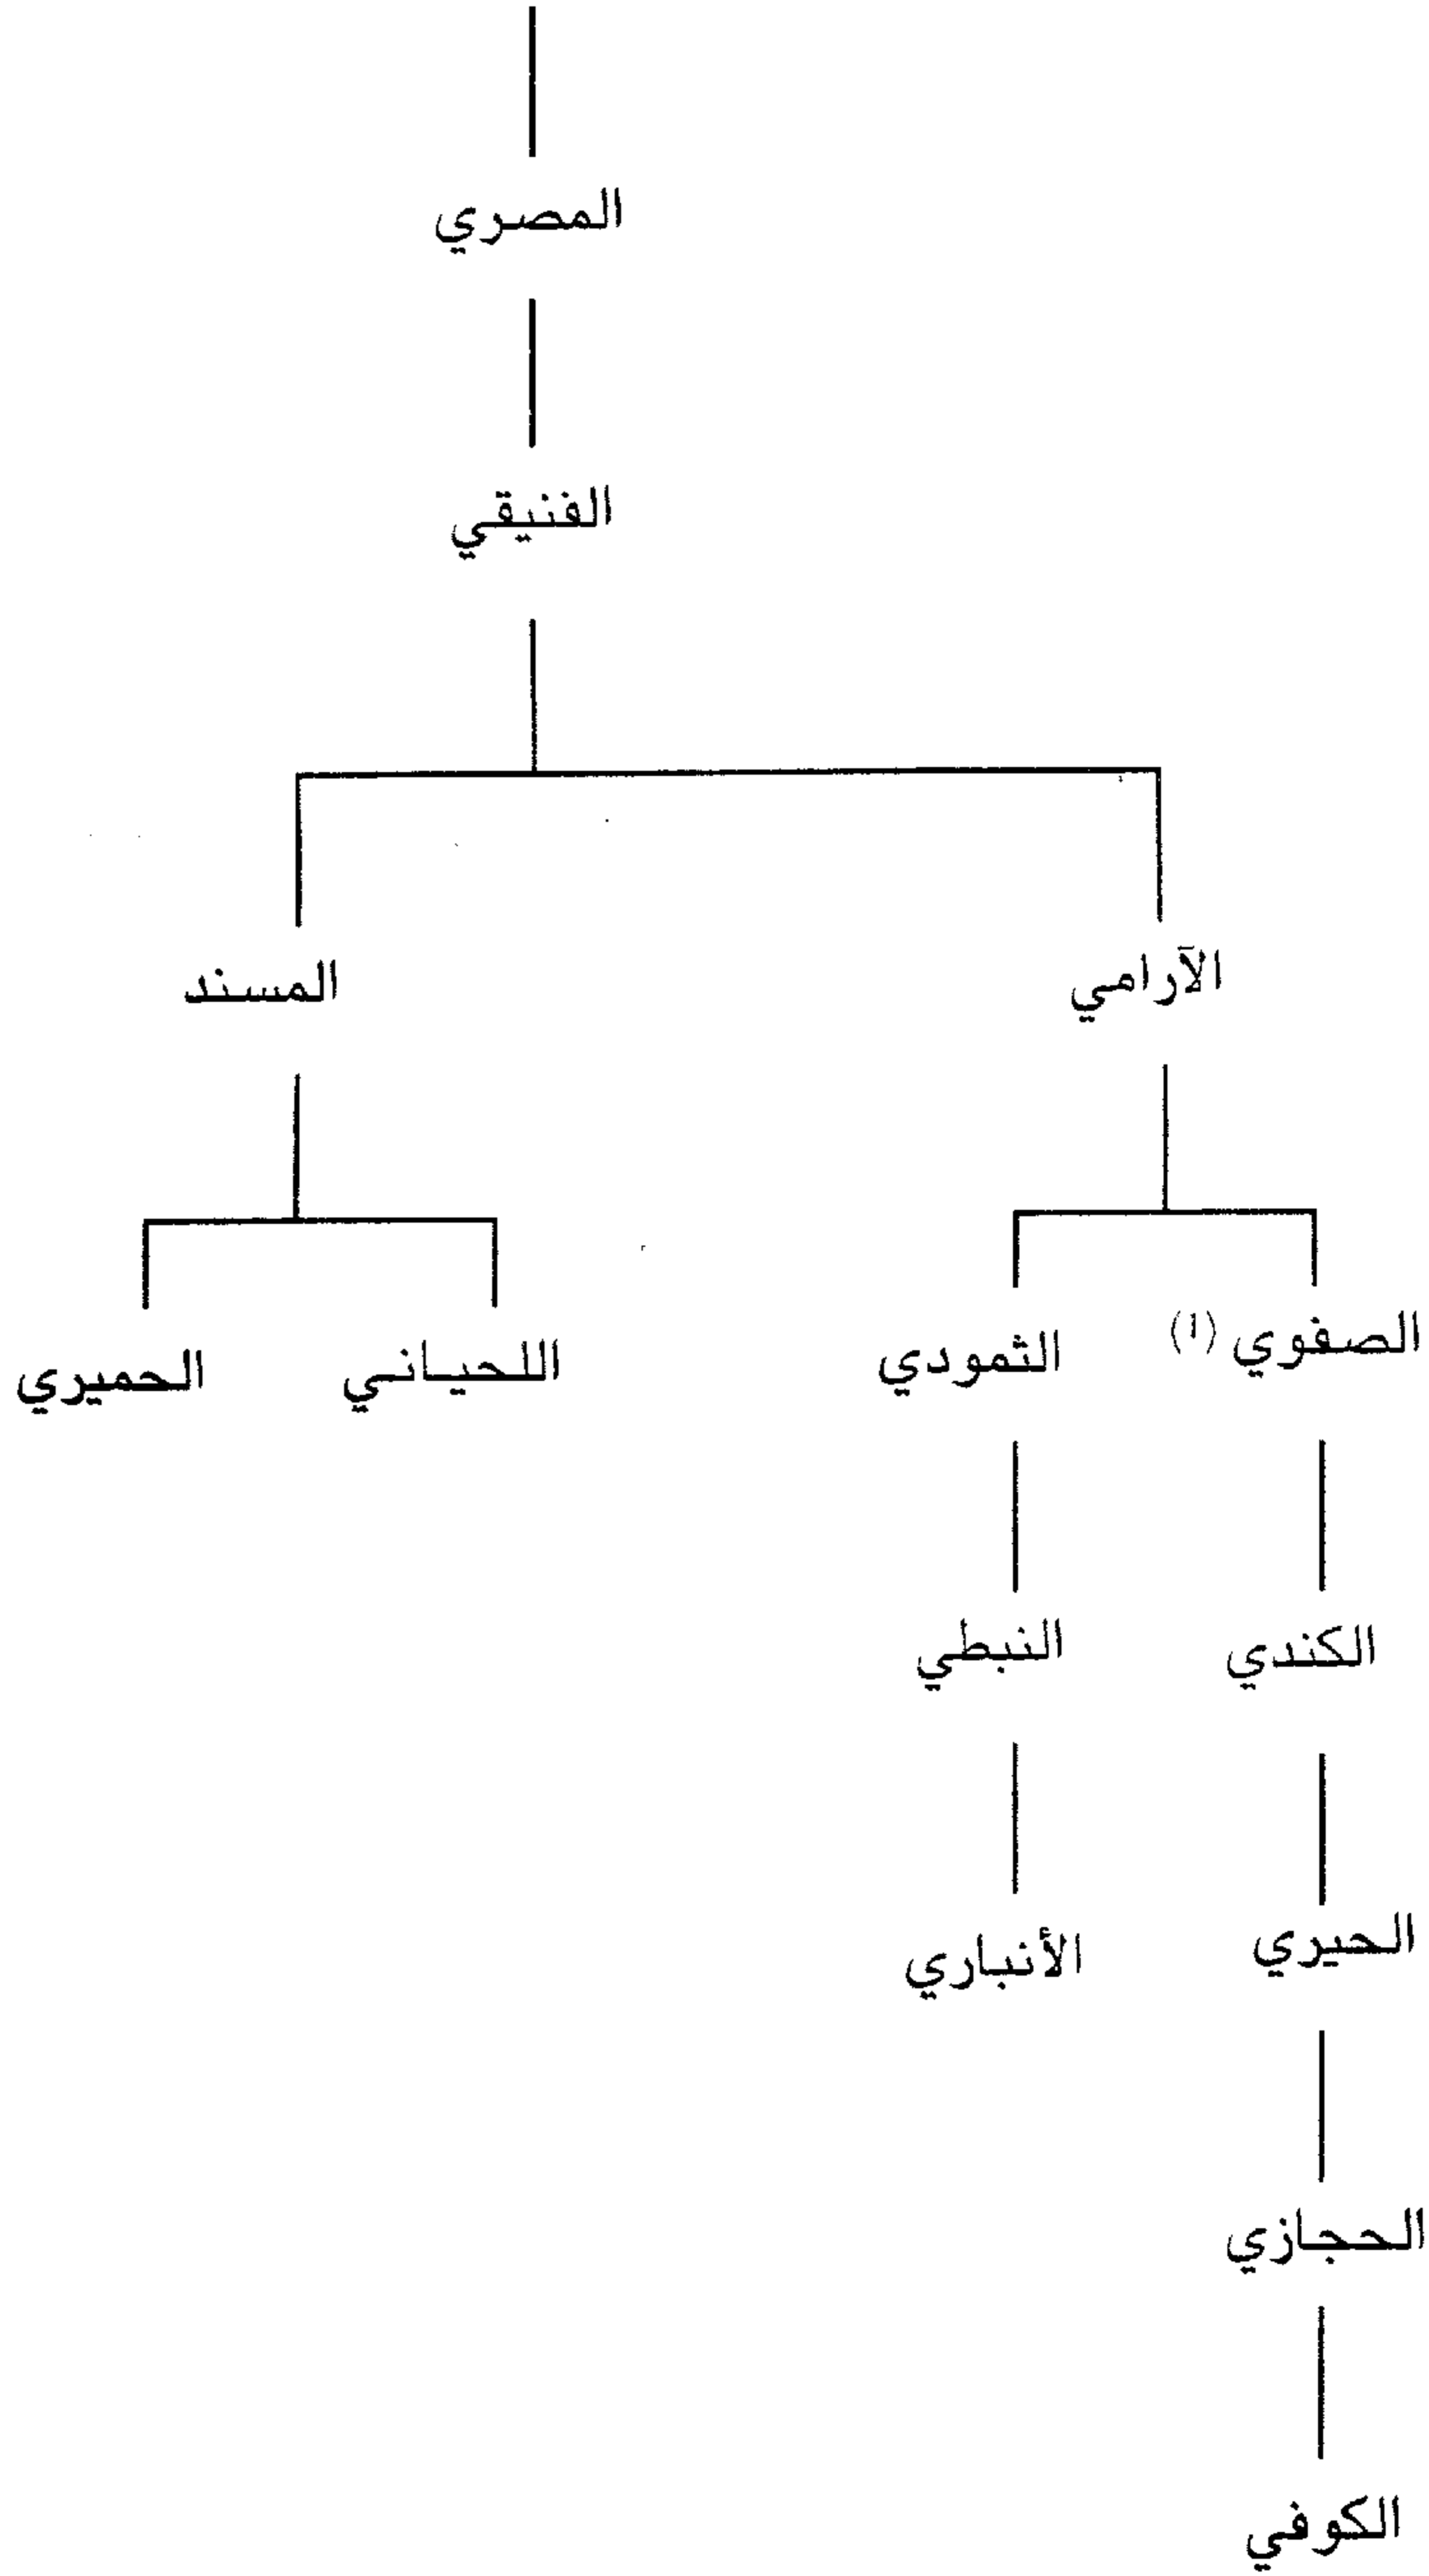 المصري
الفنيقي
الآرامي
المسند
الصفوي (1)
الثمودي
اللحياني
الحميري
الكندي
النبطي
الحيري
الأنباري
الحجازي
الكوفي